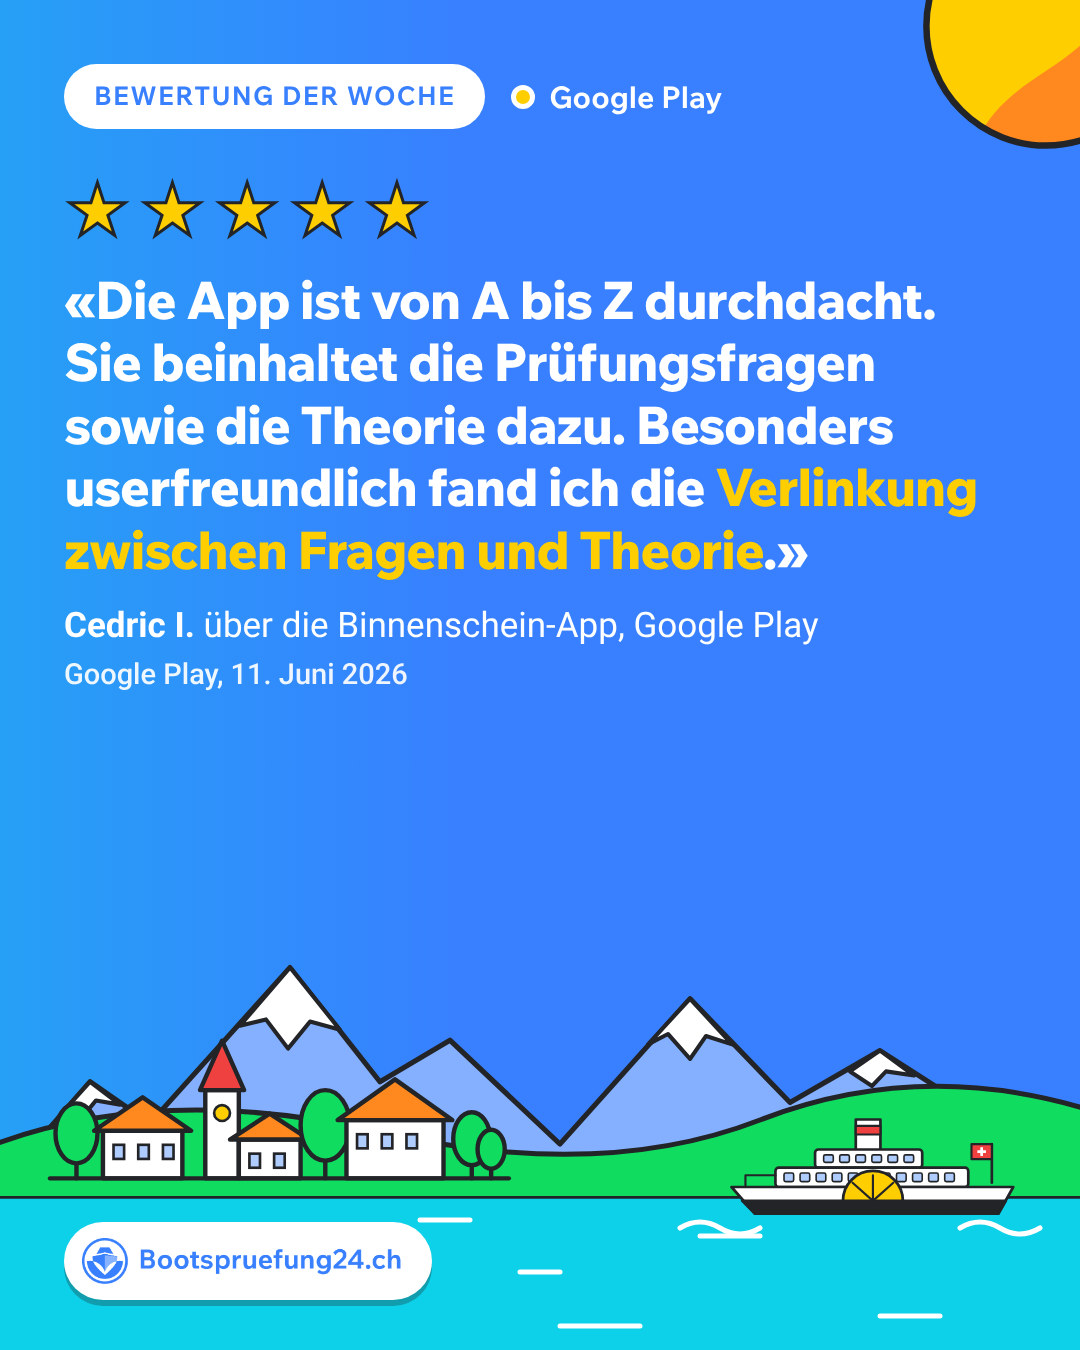 BEWERTUNG DER WOCHE
Google Play
«Die App ist von A bis Z durchdacht.
Sie beinhaltet die Prüfungsfragen
sowie die Theorie dazu. Besonders
userfreundlich fand ich die Verlinkung
zwischen Fragen und Theorie.»
Cedric I. über die Binnenschein-App, Google Play
Google Play, 11. Juni 2026
Bootspruefung24.ch